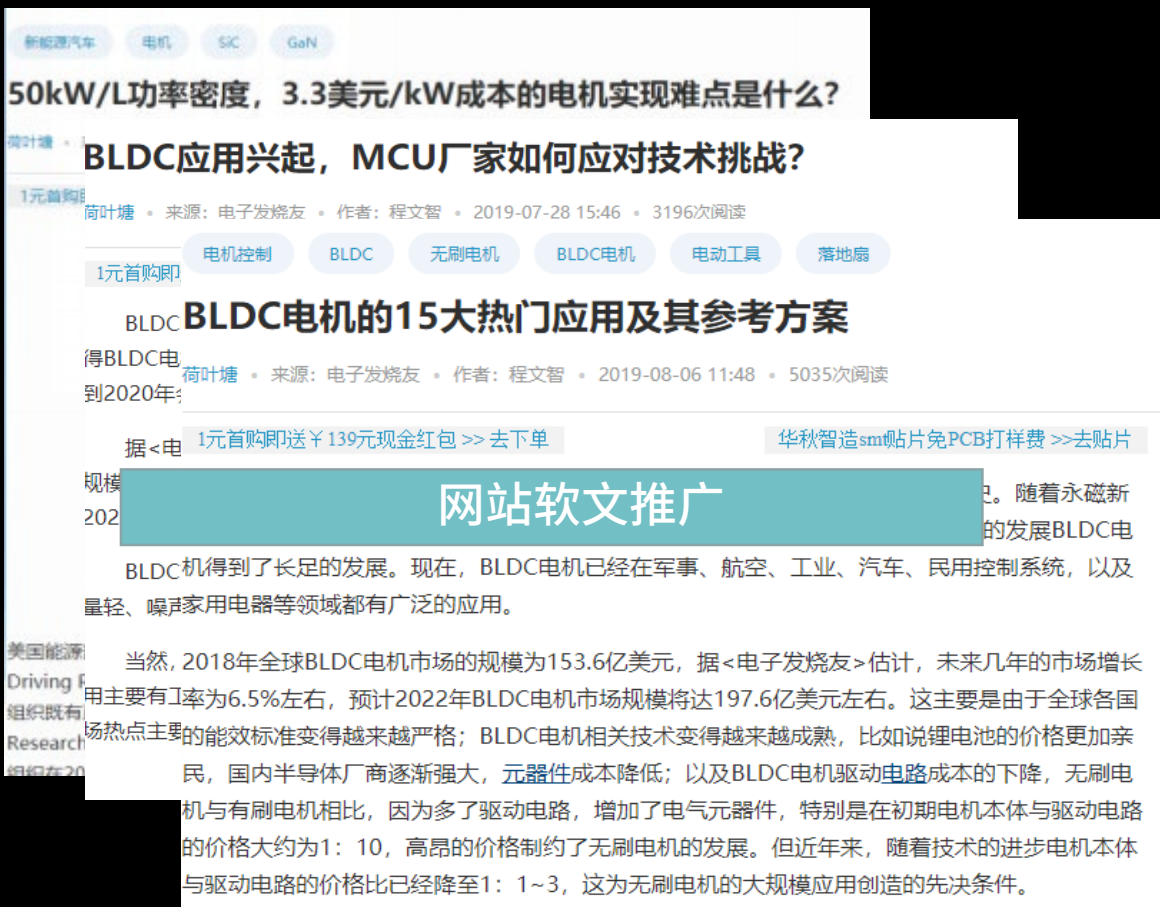 新能源汽车 电机 SiC GaN
50kW/L功率密度，3.3美元/kW成本的电机实现难点是什么？
荷叶塘
1元首购
美国能源
Driving
组织既有
Research
组织在20
BLDC应用兴起，MCU厂家如何应对技术挑战？
荷叶塘 • 来源：电子发烧友 • 作者：程文智 • 2019-07-28 15:46 • 3196次阅读
1元首购即
BLDC
得BLDC电
到2020年
据<电
规模
202
BLDC
量轻、噪声
当然，
用主要有工
场热点主要
电机控制 BLDC 无刷电机 BLDC电机 电动工具 落地扇
BLDC电机的15大热门应用及其参考方案
荷叶塘 • 来源：电子发烧友 • 作者：程文智 • 2019-08-06 11:48 • 5035次阅读
1元首购即送￥139元现金红包 >> 去下单 华秋智造smt贴片免PCB打样费 >>去贴片
网站软文推广
。随着永磁新
的发展BLDC电
机得到了长足的发展。现在，BLDC电机已经在军事、航空、工业、汽车、民用控制系统，以及
家用电器等领域都有广泛的应用。
2018年全球BLDC电机市场的规模为153.6亿美元，据<电子发烧友>估计，未来几年的市场增长
率为6.5%左右，预计2022年BLDC电机市场规模将达197.6亿美元左右。这主要是由于全球各国
的能效标准变得越来越严格；BLDC电机相关技术变得越来越成熟，比如说锂电池的价格更加亲
民，国内半导体厂商逐渐强大，元器件成本降低；以及BLDC电机驱动电路成本的下降，无刷电
机与有刷电机相比，因为多了驱动电路，增加了电气元器件，特别是在初期电机本体与驱动电路
的价格大约为1：10，高昂的价格制约了无刷电机的发展。但近年来，随着技术的进步电机本体
与驱动电路的价格比已经降至1：1~3，这为无刷电机的大规模应用创造的先决条件。